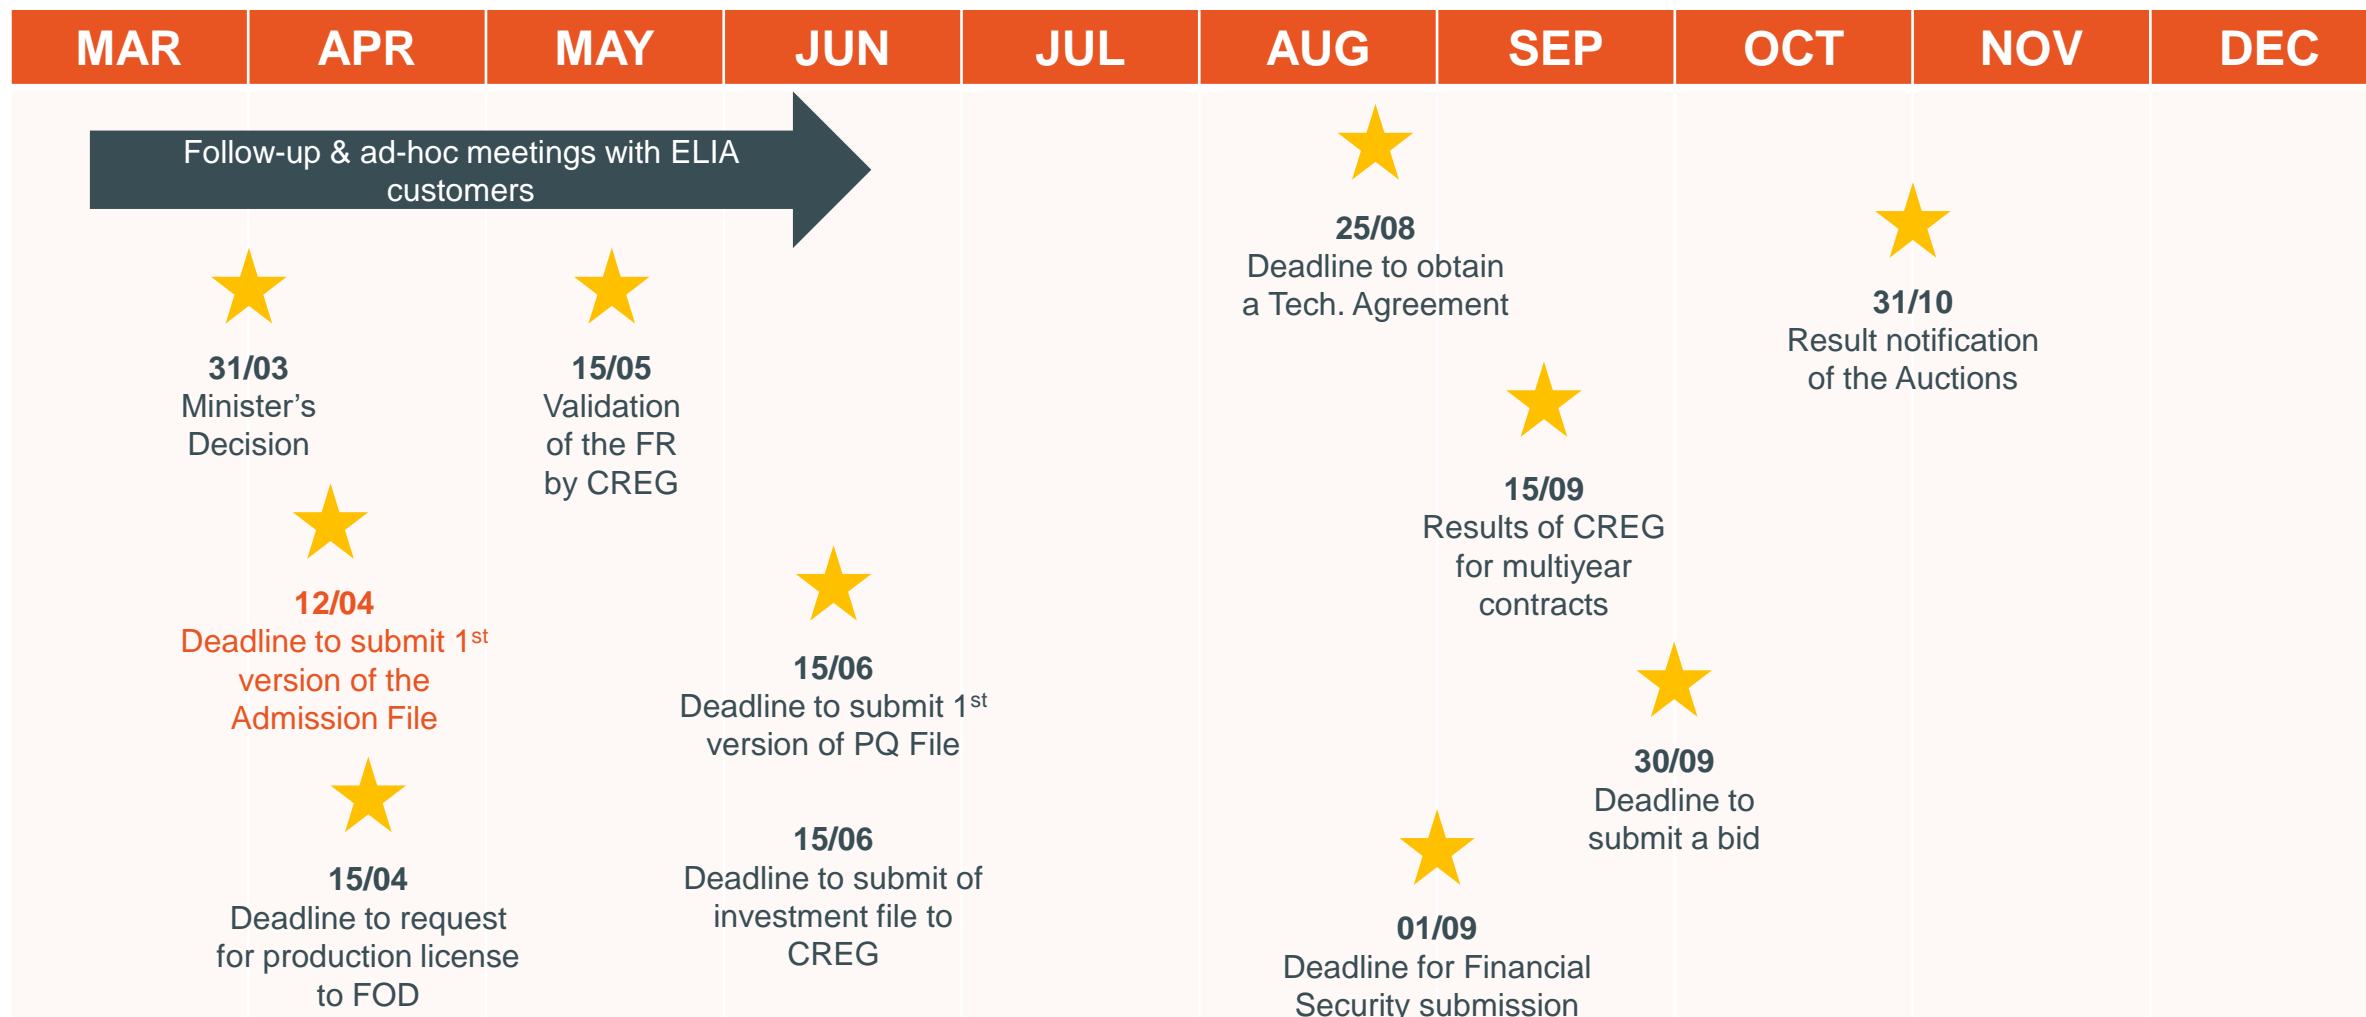 MAR APR MAY JUN JUL AUG SEP OCT NOV DEC
Follow-up & ad-hoc meetings with ELIA
customers
31/03
Minister’s
Decision
12/04
Deadline to submit 1st
version of the
Admission File
15/04
Deadline to request
for production license
to FOD
15/05
Validation
of the FR
by CREG
15/06
Deadline to submit 1st
version of PQ File
15/06
Deadline to submit of
investment file to
CREG
25/08
Deadline to obtain
a Tech. Agreement
01/09
Deadline for Financial
Security submission
15/09
Results of CREG
for multiyear
contracts
30/09
Deadline to
submit a bid
31/10
Result notification
of the Auctions